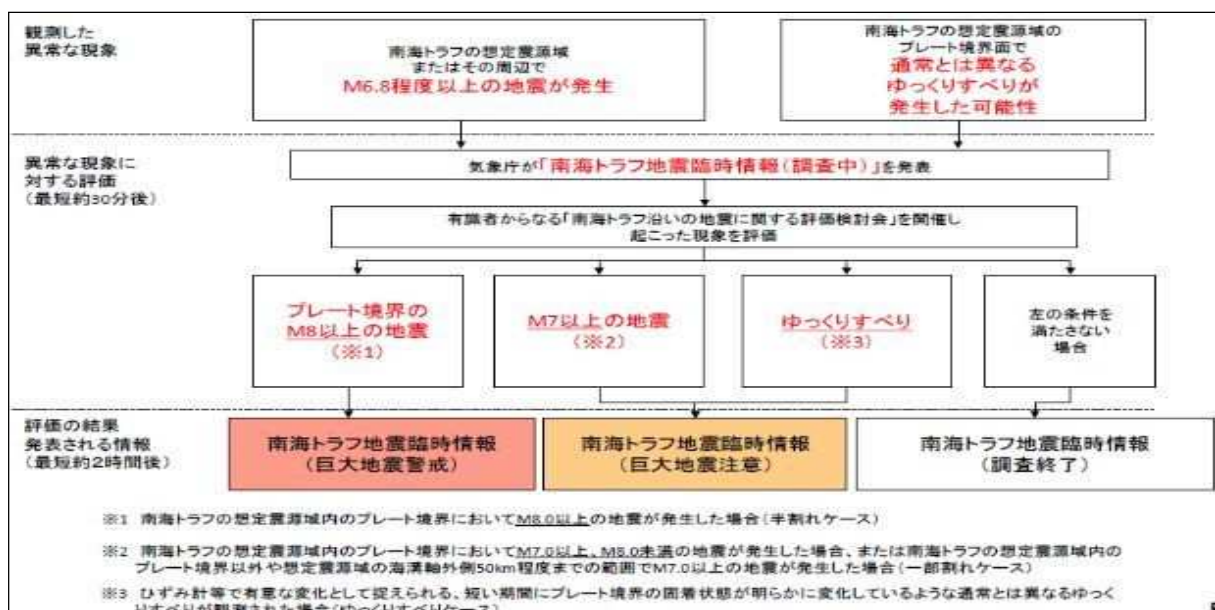 観測した
異常な現象
南海トラフの想定震源域
またはその周辺で
M6.8程度以上の地震が発生
南海トラフの想定震源域の
プレート境界面で
通常とは異なる
ゆっくりすべりが
発生した可能性
異常な現象に
対する評価
(最短約30分後)
気象庁が「南海トラフ地震臨時情報(調査中)」を発表
有識者からなる「南海トラフ沿いの地震に関する評価検討会」を開催し
起こった現象を評価
プレート境界の
M8以上の地震
(※1)
M7以上の地震
(※2)
ゆっくりすべり
(※3)
左の条件を
満たさない
場合
評価の結果
発表される情報
(最短約2時間後)
南海トラフ地震臨時情報
(巨大地震警戒)
南海トラフ地震臨時情報
(巨大地震注意)
南海トラフ地震臨時情報
(調査終了)
※1 南海トラフの想定震源域内のプレート境界においてM8.0以上の地震が発生した場合(半割れケース)
※2 南海トラフの想定震源域内のプレート境界においてM7.0以上、M8.0未満の地震が発生した場合、または南海トラフの想定震源域内の
プレート境界以外や想定震源域の海溝軸外側50km程度までの範囲でM7.0以上の地震が発生した場合(一部割れケース)
※3 ひずみ計等で有意な変化として捉えられる、短い期間にプレート境界の固着状態が明らかに変化しているような通常とは異なるゆっく
りすべりが観測された場合(ゆっくりすべりケース)